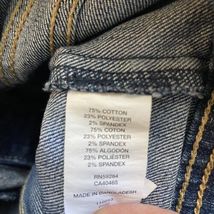 75% COTTON
23% POLYESTER
2% SPANDEX
75% COTON
23% POLYESTER
2% SPANDEX
75% ALGODÓN
23% POLIÉSTER
2% SPANDEX
RN59284
CA40465
MADE IN BANGLADESH